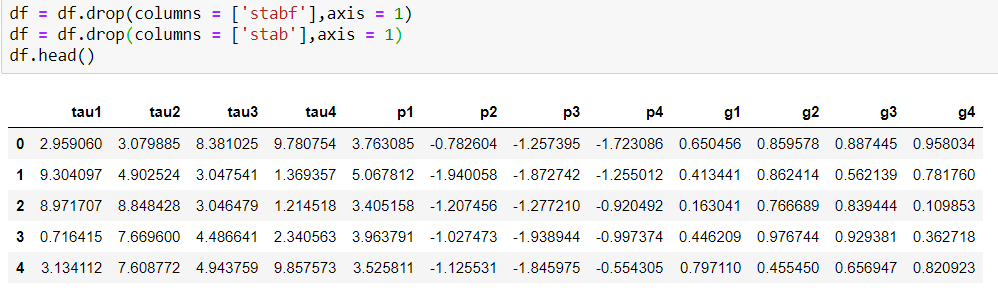 df = df.drop(columns = ['stabf'],axis = 1)
df = df.drop(columns = ['stab'],axis = 1)
df.head()
tau1 tau2 tau3 tau4 p1 p2 p3 p4 g1 g2 g3 g4
0 2.959060 3.079885 8.381025 9.780754 3.763085 -0.782604 -1.257395 -1.723086 0.650456 0.859578 0.887445 0.958034
1 9.304097 4.902524 3.047541 1.369357 5.067812 -1.940058 -1.872742 -1.255012 0.413441 0.862414 0.562139 0.781760
2 8.971707 8.848428 3.046479 1.214518 3.405158 -1.207456 -1.277210 -0.920492 0.163041 0.766689 0.839444 0.109853
3 0.716415 7.669600 4.486641 2.340563 3.963791 -1.027473 -1.938944 -0.997374 0.446209 0.976744 0.929381 0.362718
4 3.134112 7.608772 4.943759 9.857573 3.525811 -1.125531 -1.845975 -0.554305 0.797110 0.455450 0.656947 0.820923